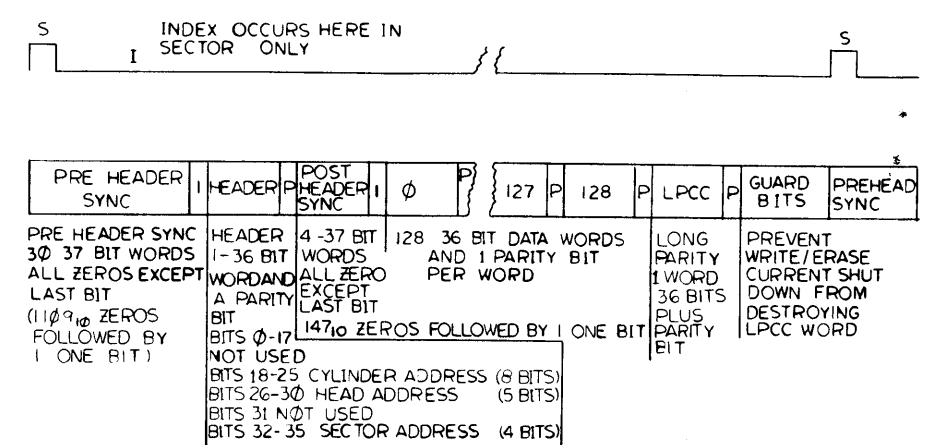 S
INDEX OCCURS HERE IN
I SECTOR ONLY
S
PRE HEADER SYNC
1
HEADER
P
POST HEADER SYNC
1
Ø
P
127
P
128
P
LPCC
P
GUARD BITS
PREHEAD SYNC
PRE HEADER SYNC
3Ø 37 BIT WORDS
ALL ZEROS EXCEPT
LAST BIT
(11Ø9₁Ø ZEROS
FOLLOWED BY
1 ONE BIT)
HEADER
1-36 BIT
WORD AND
A PARITY
BIT
BITS Ø-17
NOT USED
BITS 18-25 CYLINDER ADDRESS (8 BITS)
BITS 26-3Ø HEAD ADDRESS (5 BITS)
BITS 31 NØT USED
BITS 32-35 SECTOR ADDRESS (4 BITS)
4-37 BIT
WORDS
ALL ZERO
EXCEPT
LAST BIT
147₁₀ ZEROS FOLLOWED BY 1 ONE BIT
128 36 BIT DATA WORDS
AND 1 PARITY BIT
PER WORD
LONG
PARITY
1 WORD
36 BITS
PLUS
PARITY
BIT
PREVENT
WRITE/ERASE
CURRENT SHUT
DOWN FROM
DESTROYING
LPCC WORD